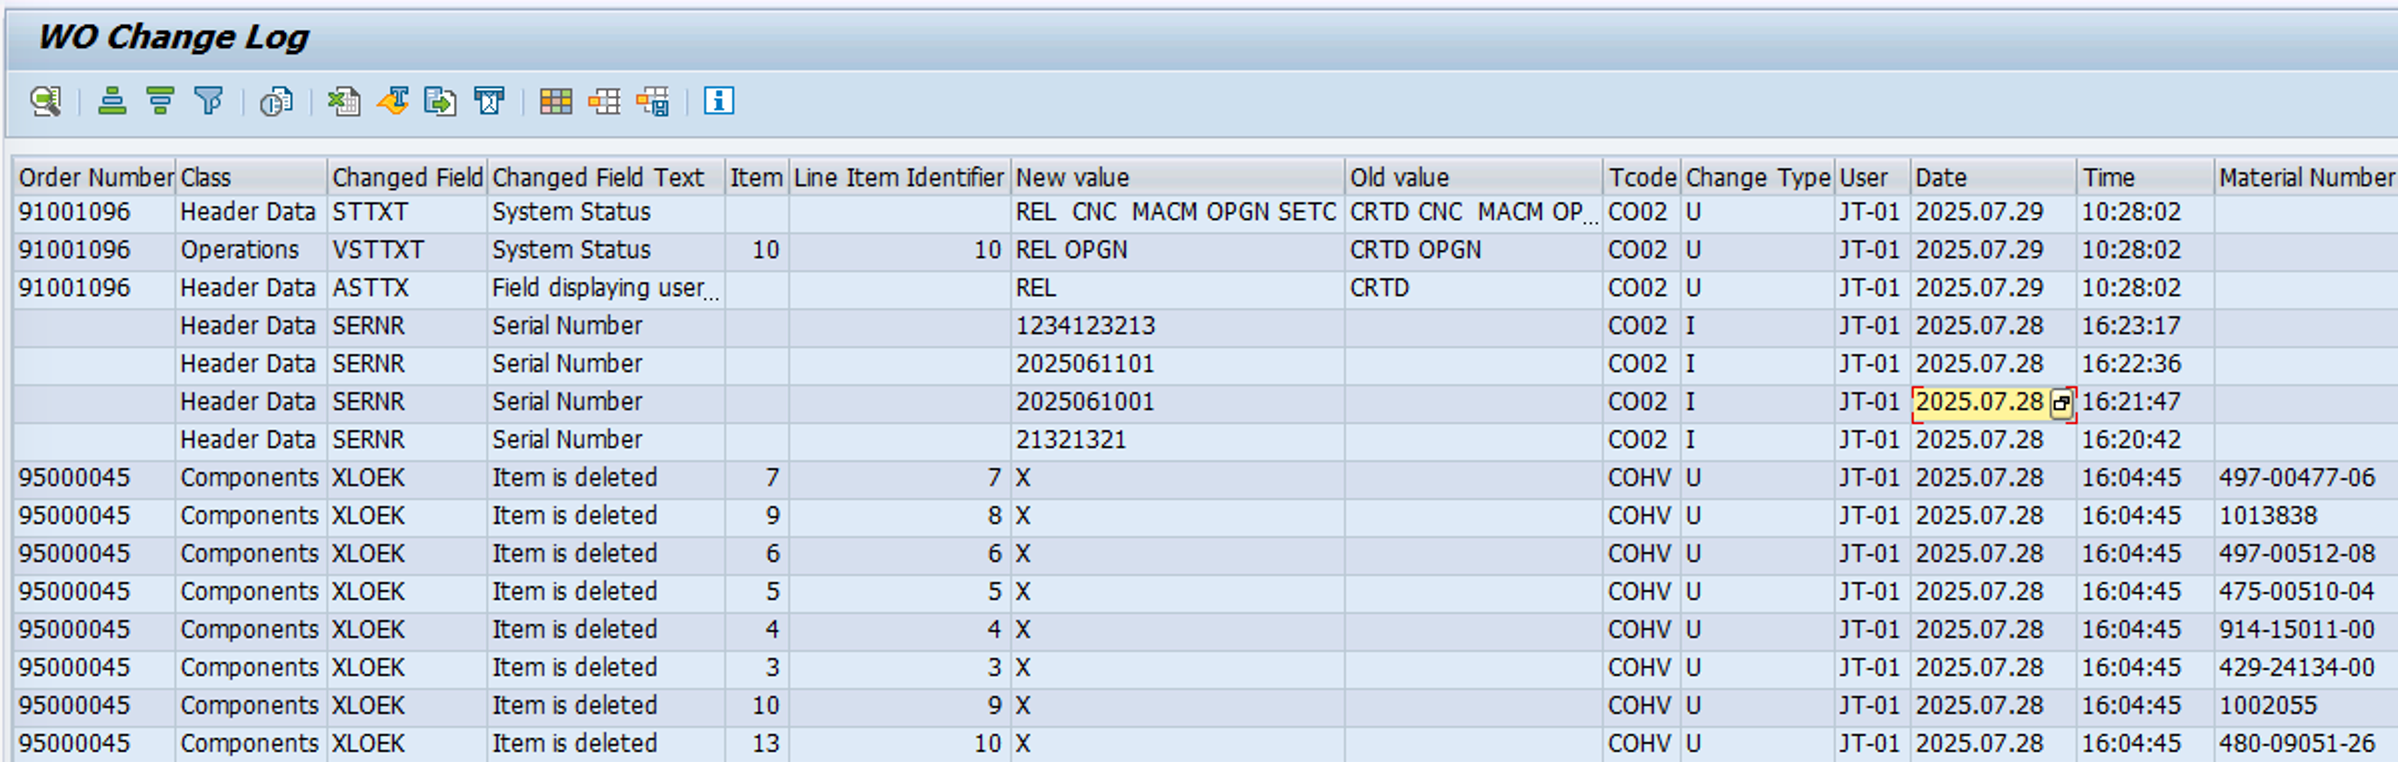 WO Change Log
Order Number Class Changed Field Changed Field Text Item Line Item Identifier New value Old value Tcode Change Type User Date Time Material Number
91001096 Header Data STTXT System Status REL CNC MACM OPGN SETC CRTD CNC MACM OP... CO02 U JT-01 2025.07.29 10:28:02
91001096 Operations VSTTXT System Status 10 10 REL OPGN CRTD OPGN CO02 U JT-01 2025.07.29 10:28:02
91001096 Header Data ASTTX Field displaying user... REL CRTD CO02 U JT-01 2025.07.29 10:28:02
Header Data SERNR Serial Number 1234123213 CO02 I JT-01 2025.07.28 16:23:17
Header Data SERNR Serial Number 2025061101 CO02 I JT-01 2025.07.28 16:22:36
Header Data SERNR Serial Number 2025061001 CO02 I JT-01 2025.07.28 16:21:47
Header Data SERNR Serial Number 21321321 CO02 I JT-01 2025.07.28 16:20:42
95000045 Components XLOEK Item is deleted 7 7 X COHV U JT-01 2025.07.28 16:04:45 497-00477-06
95000045 Components XLOEK Item is deleted 9 8 X COHV U JT-01 2025.07.28 16:04:45 1013838
95000045 Components XLOEK Item is deleted 6 6 X COHV U JT-01 2025.07.28 16:04:45 497-00512-08
95000045 Components XLOEK Item is deleted 5 5 X COHV U JT-01 2025.07.28 16:04:45 475-00510-04
95000045 Components XLOEK Item is deleted 4 4 X COHV U JT-01 2025.07.28 16:04:45 914-15011-00
95000045 Components XLOEK Item is deleted 3 3 X COHV U JT-01 2025.07.28 16:04:45 429-24134-00
95000045 Components XLOEK Item is deleted 10 9 X COHV U JT-01 2025.07.28 16:04:45 1002055
95000045 Components XLOEK Item is deleted 13 10 X COHV U JT-01 2025.07.28 16:04:45 480-09051-26